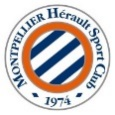 MONTPELLIER Hérault Sport Club
1974